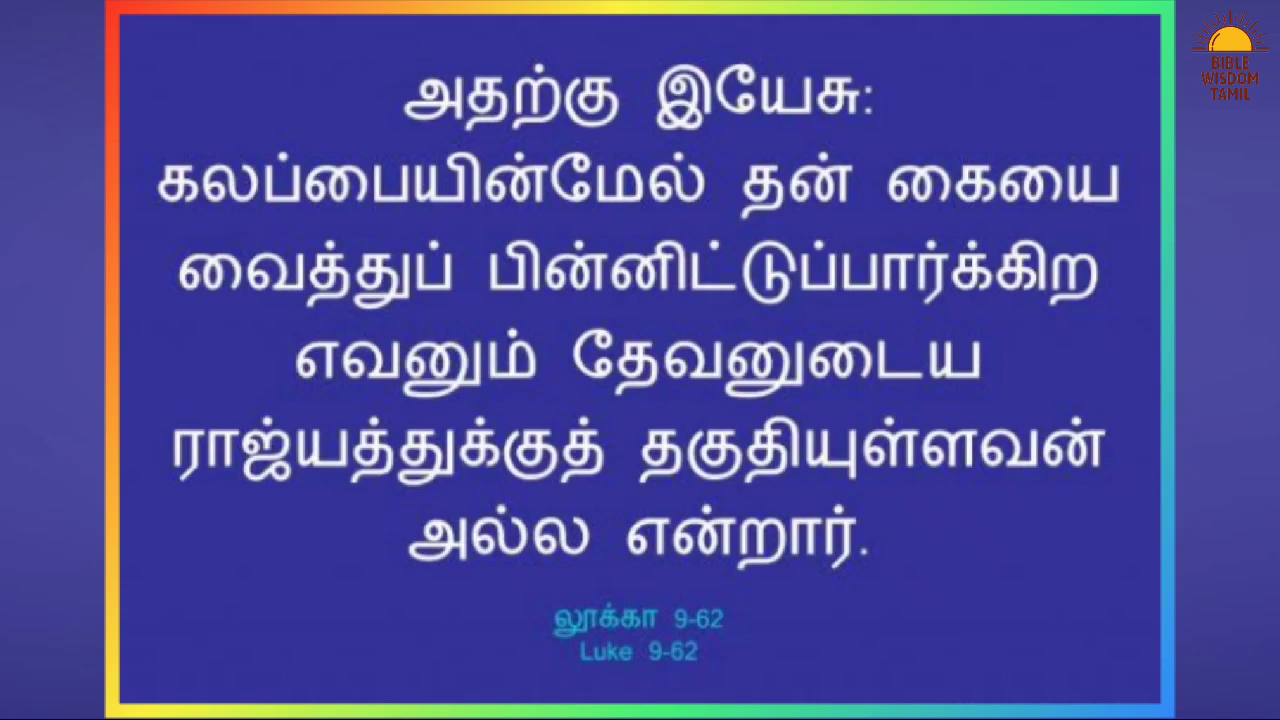 அதற்கு இயேசு:
கலப்பையின்மேல் தன் கையை
வைத்துப் பின்னிட்டுப்பார்க்கிற
எவனும் தேவனுடைய
ராஜ்யத்துக்குத் தகுதியுள்ளவன்
அல்ல என்றார்.
லூக்கா 9-62
Luke 9-62
BIBLE
WISDOM
TAMIL